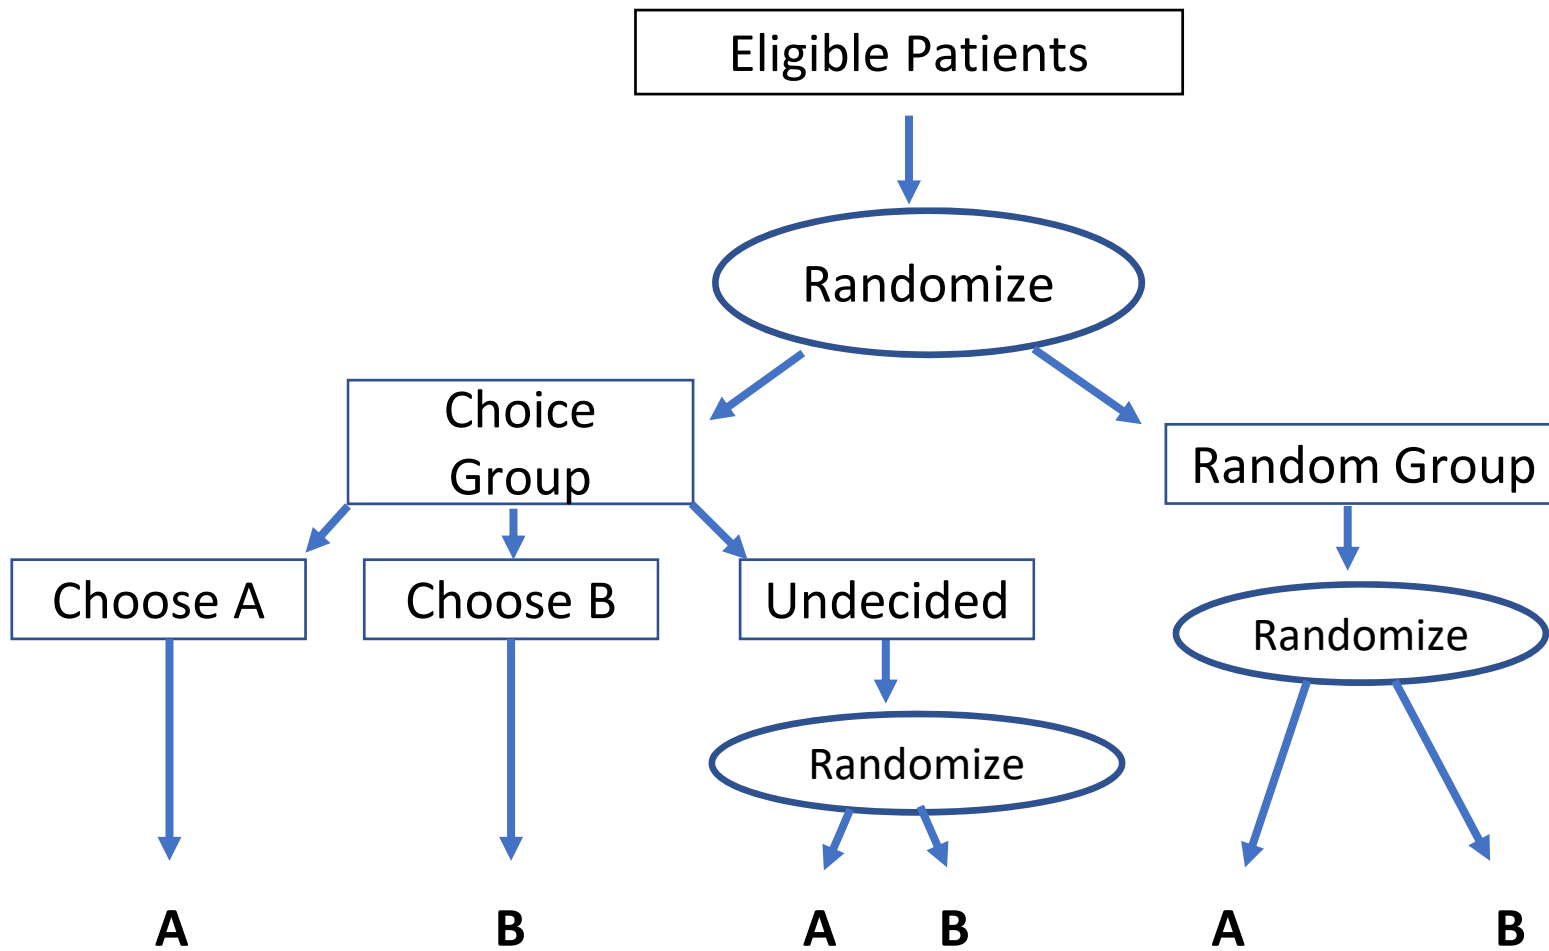 Eligible Patients
Randomize
Choice
Group
Random Group
Choose A
Choose B
Undecided
Randomize
Randomize
A
B
A
B
A
B